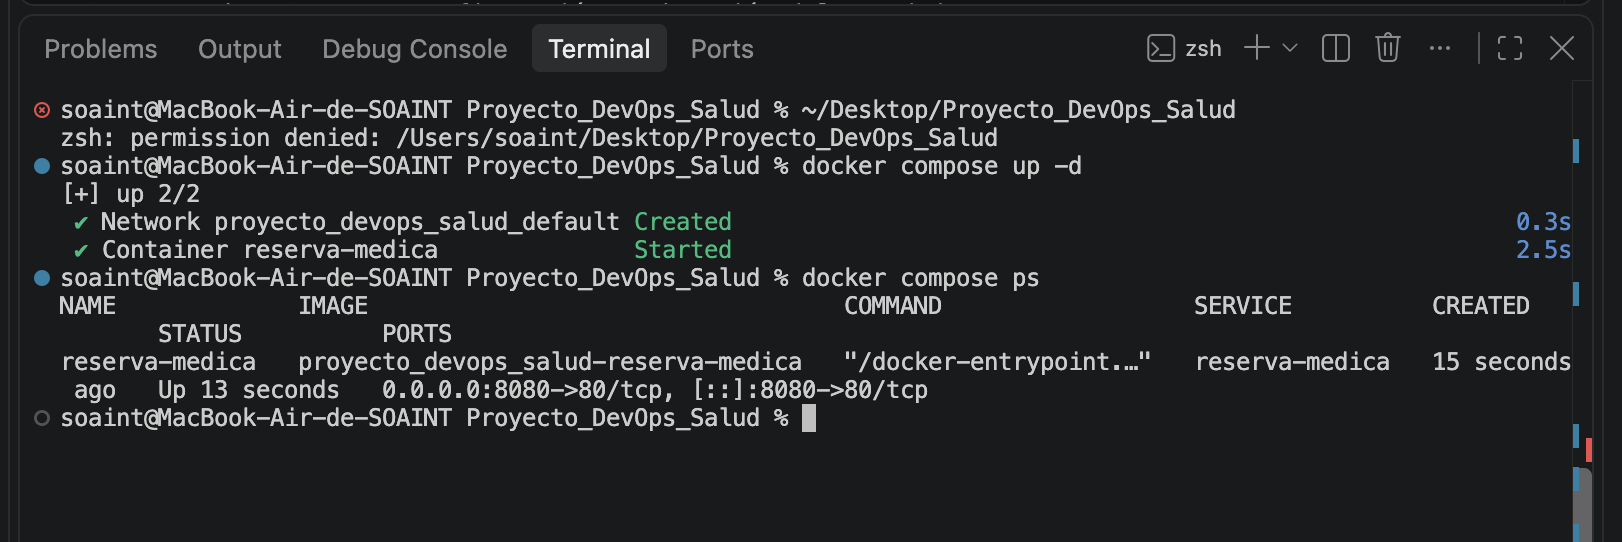 Problems Output Debug Console Terminal Ports zsh
soaint@MacBook-Air-de-SOAINT Proyecto_DevOps_Salud % ~/Desktop/Proyecto_DevOps_Salud
zsh: permission denied: /Users/soaint/Desktop/Proyecto_DevOps_Salud
soaint@MacBook-Air-de-SOAINT Proyecto_DevOps_Salud % docker compose up -d
[+] up 2/2
✔ Network proyecto_devops_salud_default Created 0.3s
✔ Container reserva-medica Started 2.5s
soaint@MacBook-Air-de-SOAINT Proyecto_DevOps_Salud % docker compose ps
NAME IMAGE COMMAND SERVICE CREATED
STATUS PORTS
reserva-medica proyecto_devops_salud-reserva-medica "/docker-entrypoint.…" reserva-medica 15 seconds
ago Up 13 seconds 0.0.0.0:8080->80/tcp, [::]:8080->80/tcp
soaint@MacBook-Air-de-SOAINT Proyecto_DevOps_Salud %